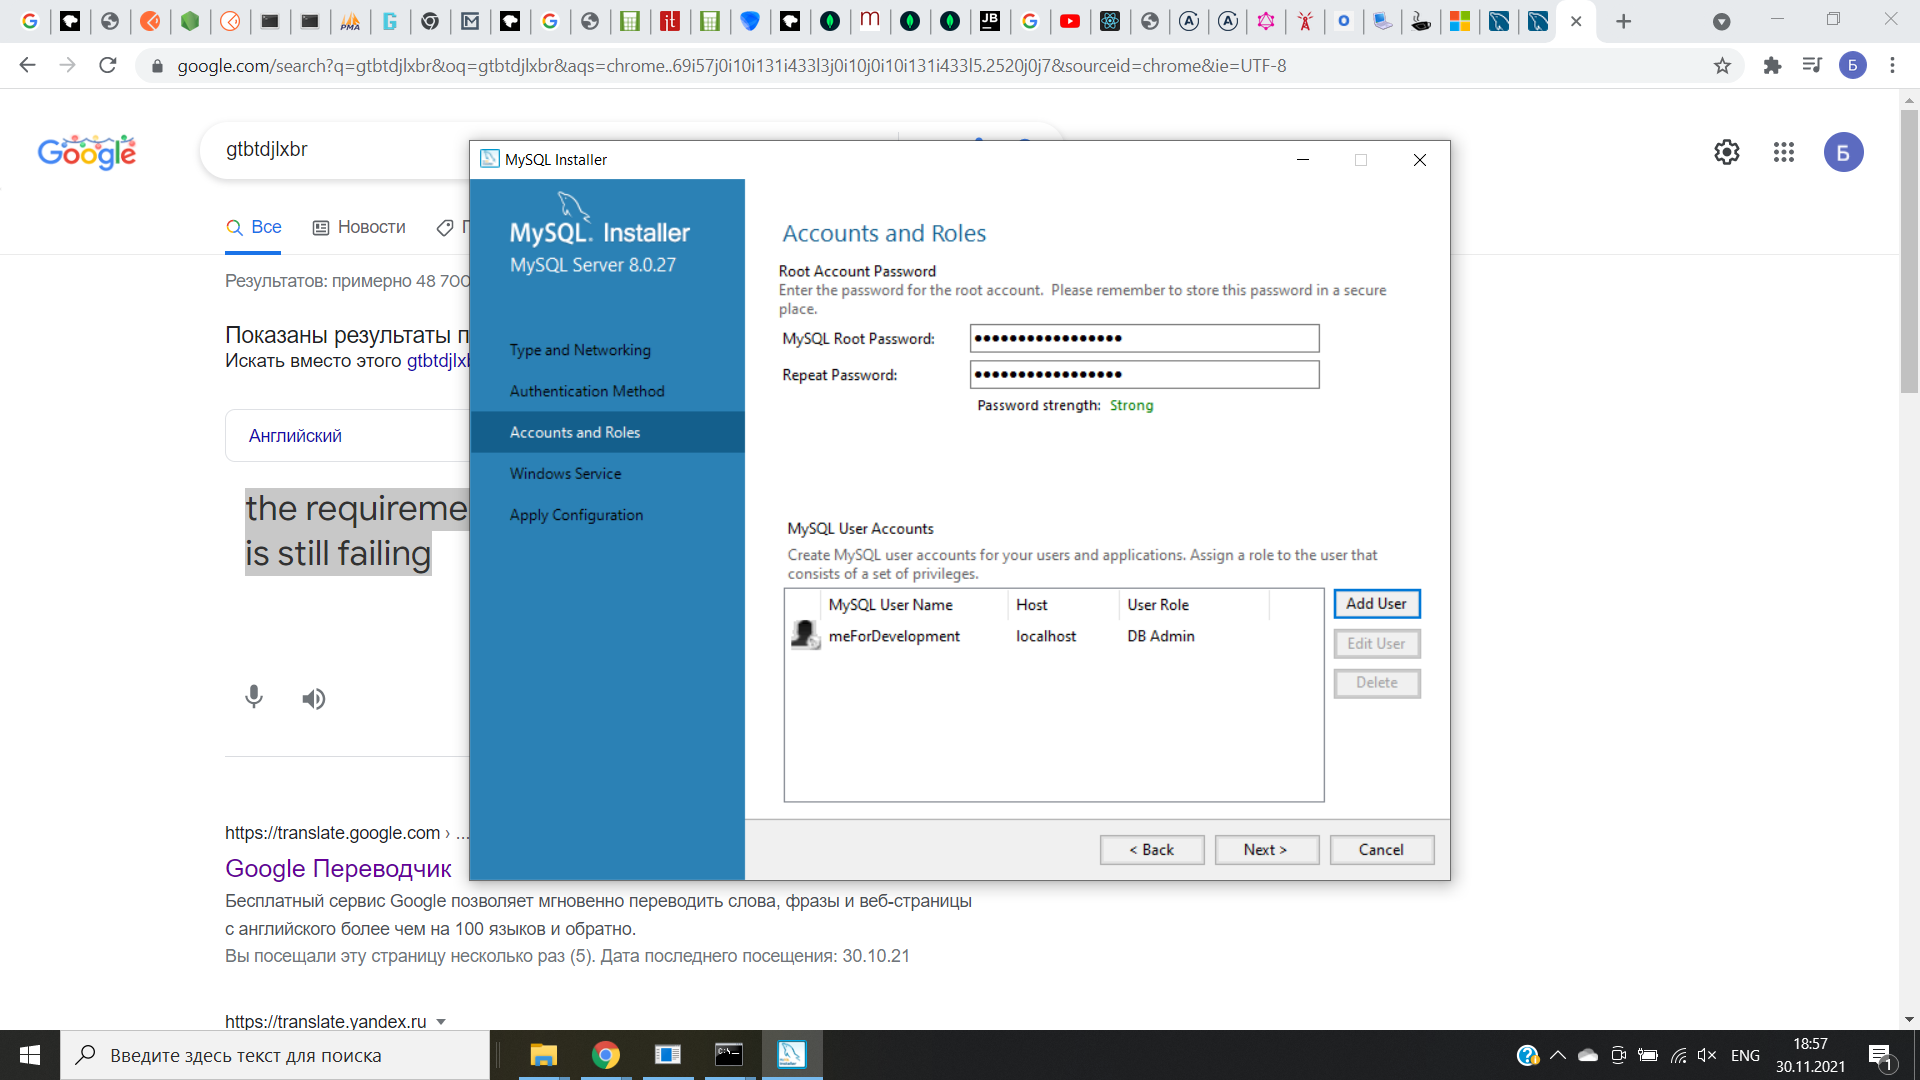 google.com/search?q=gtbtdjlxbr&oq=gtbtdjlxbr&aqs=chrome..69i57j0i10i131i433l3j0i10j0i10i131i433l5.2520j0j7&sourceid=chrome&ie=UTF-8
Б
Google
gtbtdjlxbr
Б
Все
Новости
Результатов: примерно 48 700
Показаны результаты п
Искать вместо этого gtbtdjlxb
Английский
the requireme
is still failing
https://translate.google.com › ...
Google Переводчик
Бесплатный сервис Google позволяет мгновенно переводить слова, фразы и веб-страницы
с английского более чем на 100 языков и обратно.
Вы посещали эту страницу несколько раз (5). Дата последнего посещения: 30.10.21
https://translate.yandex.ru
MySQL Installer
MySQL. Installer
MySQL Server 8.0.27
Type and Networking
Authentication Method
Accounts and Roles
Windows Service
Apply Configuration
Accounts and Roles
Root Account Password
Enter the password for the root account. Please remember to store this password in a secure
place.
MySQL Root Password: •••••••••••••••••
Repeat Password: •••••••••••••••••
Password strength: Strong
MySQL User Accounts
Create MySQL user accounts for your users and applications. Assign a role to the user that
consists of a set of privileges.
MySQL User Name Host User Role
meForDevelopment localhost DB Admin
Add User
Edit User
Delete
< Back Next > Cancel
Введите здесь текст для поиска
ENG
18:57
30.11.2021
1